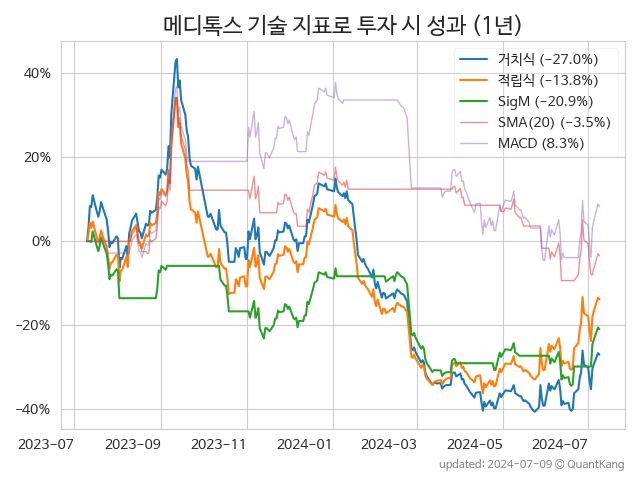 메디톡스 기술 지표로 투자 시 성과 (1년)
거치식 (−27.0%)
적립식 (−13.8%)
SigM (−20.9%)
SMA(20) (−3.5%)
MACD (8.3%)
40%
20%
0%
−20%
−40%
2023-07 2023-09 2023-11 2024-01 2024-03 2024-05 2024-07
updated: 2024-07-09 © QuantKang